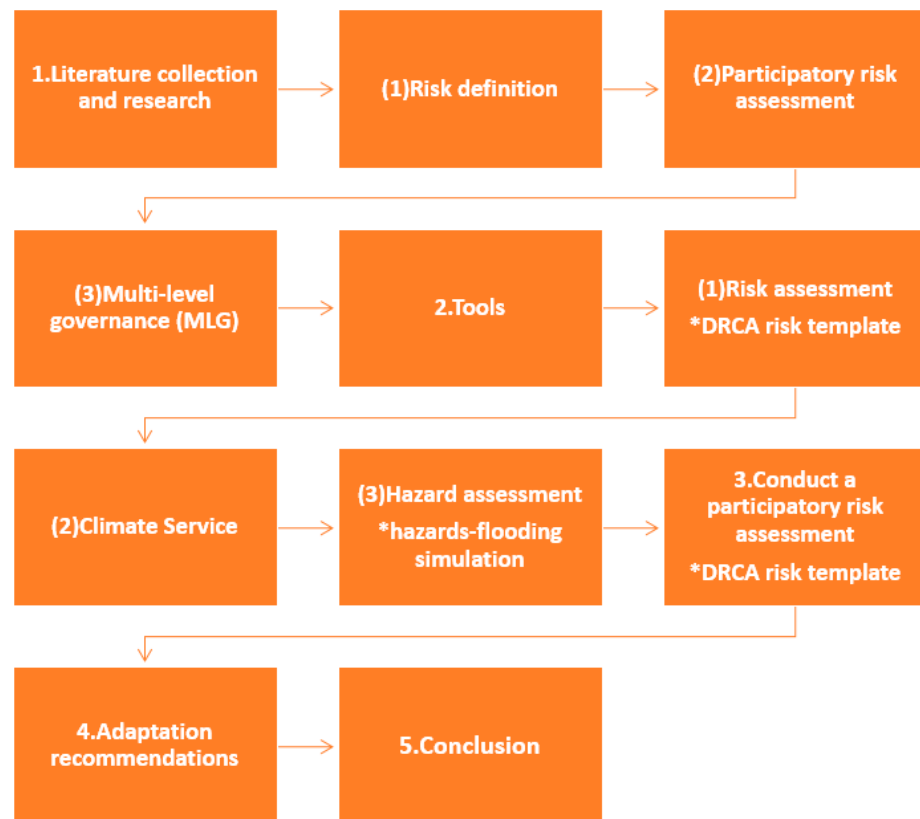 1.Literature collection
and research
(1)Risk definition
(2)Participatory risk
assessment
(3)Multi-level
governance (MLG)
2.Tools
(1)Risk assessment
*DRCA risk template
(2)Climate Service
(3)Hazard assessment
*hazards-flooding
simulation
3.Conduct a
participatory risk
assessment
*DRCA risk template
4.Adaptation
recommendations
5.Conclusion